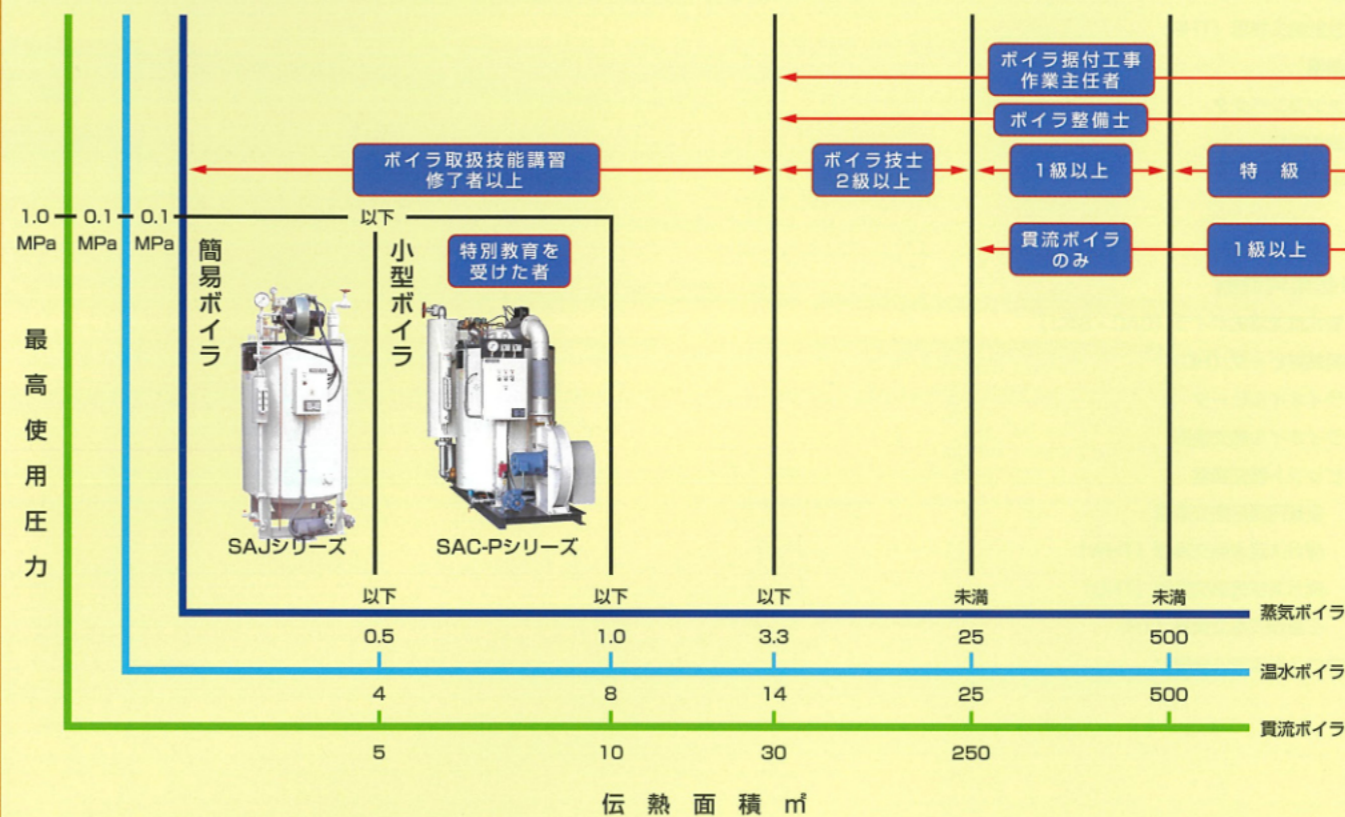 ボイラ据付工事
作業主任者
ボイラ整備士
ボイラ取扱技能講習
修了者以上
ボイラ技士
2級以上
1級以上
特 級
1.0
MPa
0.1
MPa
0.1
MPa
以下
簡易ボイラ
小型ボイラ
特別教育を
受けた者
貫流ボイラ
のみ
1級以上
最高使用圧力
SAJシリーズ
SAC-Pシリーズ
以下 以下 以下 未満 未満
蒸気ボイラ
0.5 1.0 3.3 25 500
温水ボイラ
4 8 14 25 500
貫流ボイラ
5 10 30 250
伝熱面積 ㎡